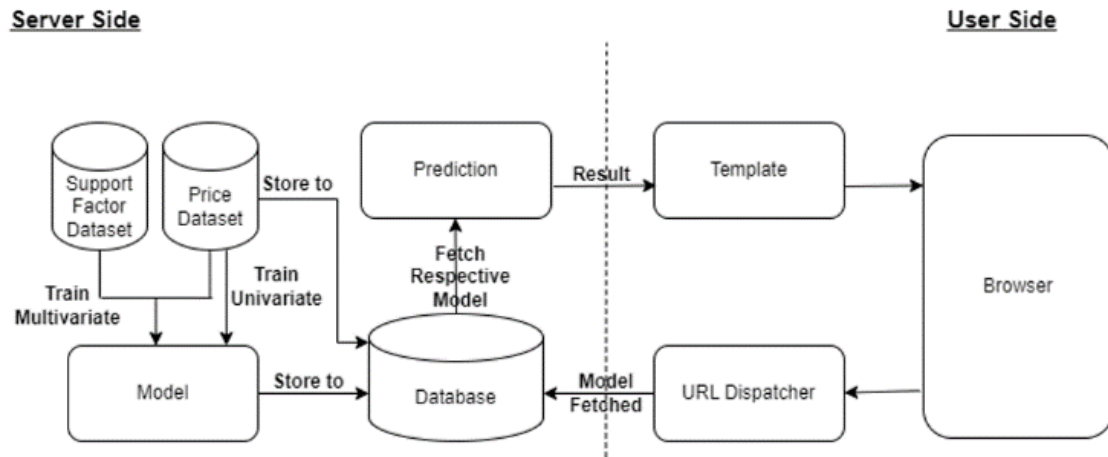 Server Side
User Side
Support
Factor
Dataset
Price
Dataset
Store to
Prediction
Result
Template
Browser
Train
Multivariate
Train
Univariate
Fetch
Respective
Model
Model
Store to
Database
Model
Fetched
URL Dispatcher